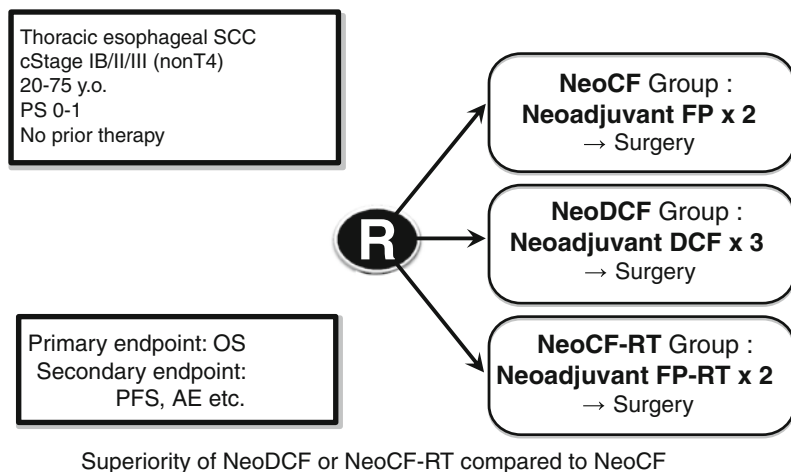 Thoracic esophageal SCC
cStage IB/II/III (nonT4)
20-75 y.o.
PS 0-1
No prior therapy
R
NeoCF Group :
Neoadjuvant FP x 2
→ Surgery
NeoDCF Group :
Neoadjuvant DCF x 3
→ Surgery
NeoCF-RT Group :
Neoadjuvant FP-RT x 2
→ Surgery
Primary endpoint: OS
Secondary endpoint:
PFS, AE etc.
Superiority of NeoDCF or NeoCF-RT compared to NeoCF